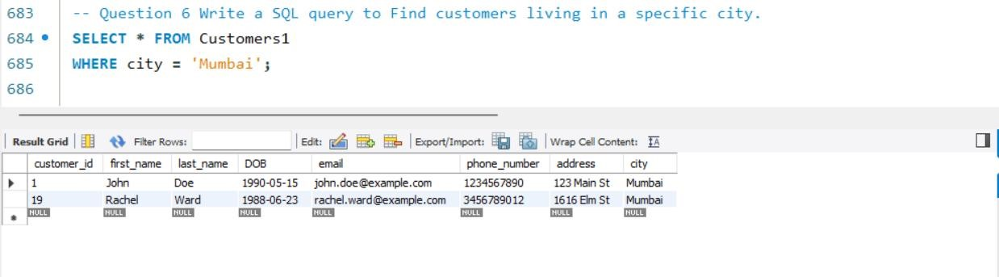 683 -- Question 6 Write a SQL query to Find customers living in a specific city.
684 SELECT * FROM Customers1
685 WHERE city = 'Mumbai';
686
Result Grid Filter Rows: Edit: Export/Import: Wrap Cell Content: IA
customer_id first_name last_name DOB email phone_number address city
1 John Doe 1990-05-15 john.doe@example.com 1234567890 123 Main St Mumbai
19 Rachel Ward 1988-06-23 rachel.ward@example.com 3456789012 1616 Elm St Mumbai
NULL NULL NULL NULL NULL NULL NULL NULL